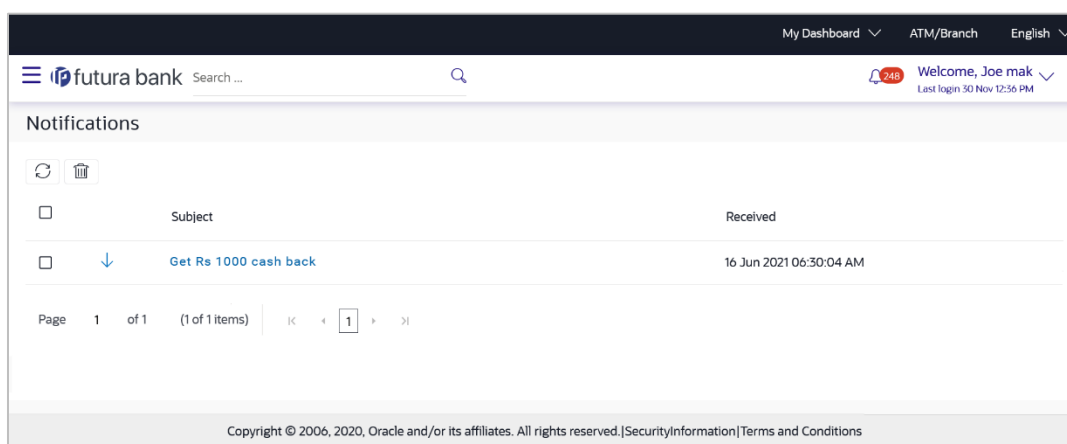 My Dashboard ATM/Branch English
futura bank Search ... 248 Welcome, Joe mak
Last login 30 Nov 12:36 PM
Notifications
Subject Received
Get Rs 1000 cash back 16 Jun 2021 06:30:04 AM
Page 1 of 1 (1 of 1 items) 1
Copyright © 2006, 2020, Oracle and/or its affiliates. All rights reserved.|SecurityInformation|Terms and Conditions